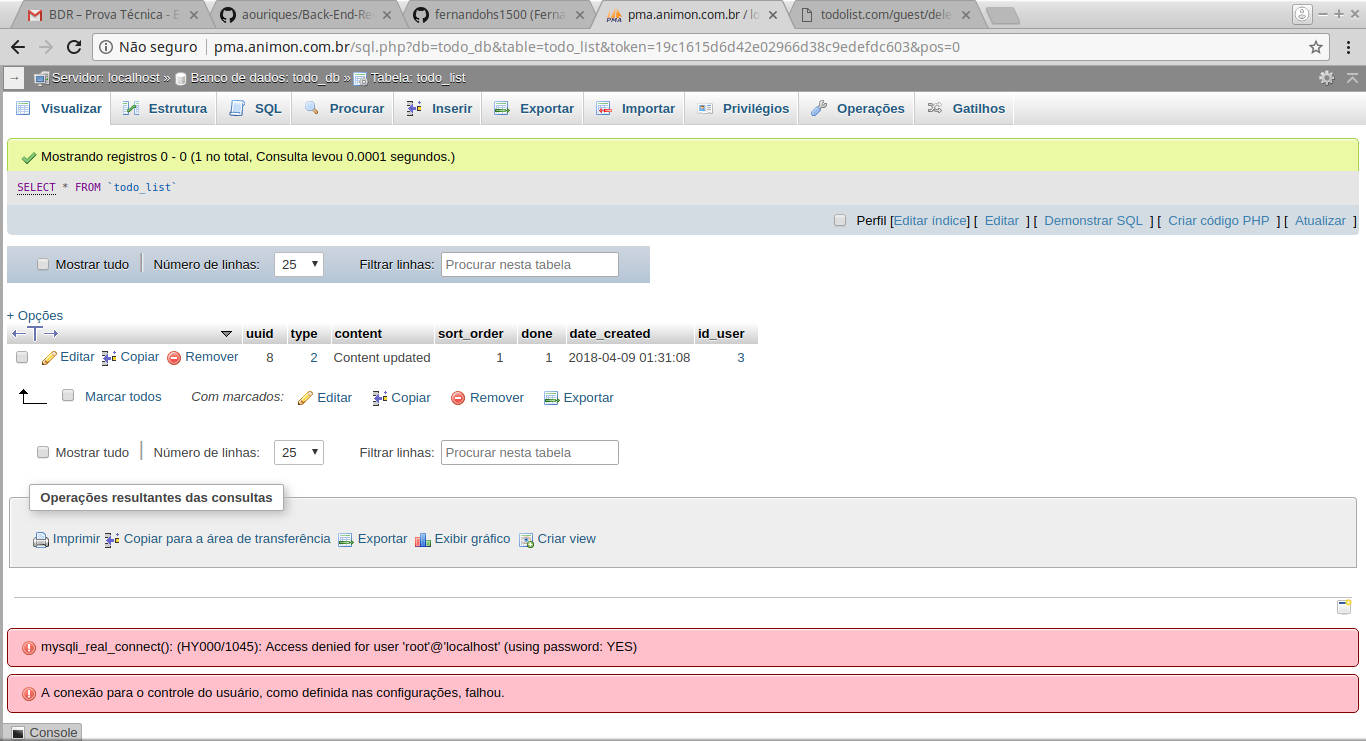 BDR – Prova Técnica - E
aouriques/Back-End-Re
fernandohs1500 (Ferna
pma.animon.com.br / lo
todolist.com/guest/dele
Não seguro pma.animon.com.br/sql.php?db=todo_db&table=todo_list&token=19c1615d6d42e02966d38c9edefdc603&pos=0
Servidor: localhost » Banco de dados: todo_db » Tabela: todo_list
Visualizar Estrutura SQL Procurar Inserir Exportar Importar Privilégios Operações Gatilhos
Mostrando registros 0 - 0 (1 no total, Consulta levou 0.0001 segundos.)
SELECT * FROM `todo_list`
Perfil [Editar índice] [ Editar ] [ Demonstrar SQL ] [ Criar código PHP ] [ Atualizar ]
Mostrar tudo Número de linhas: 25 Filtrar linhas: Procurar nesta tabela
+ Opções
uuid type content sort_order done date_created id_user
Editar Copiar Remover 8 2 Content updated 1 1 2018-04-09 01:31:08 3
Marcar todos Com marcados: Editar Copiar Remover Exportar
Mostrar tudo Número de linhas: 25 Filtrar linhas: Procurar nesta tabela
Operações resultantes das consultas
Imprimir Copiar para a área de transferência Exportar Exibir gráfico Criar view
mysqli_real_connect(): (HY000/1045): Access denied for user 'root'@'localhost' (using password: YES)
A conexão para o controle do usuário, como definida nas configurações, falhou.
Console